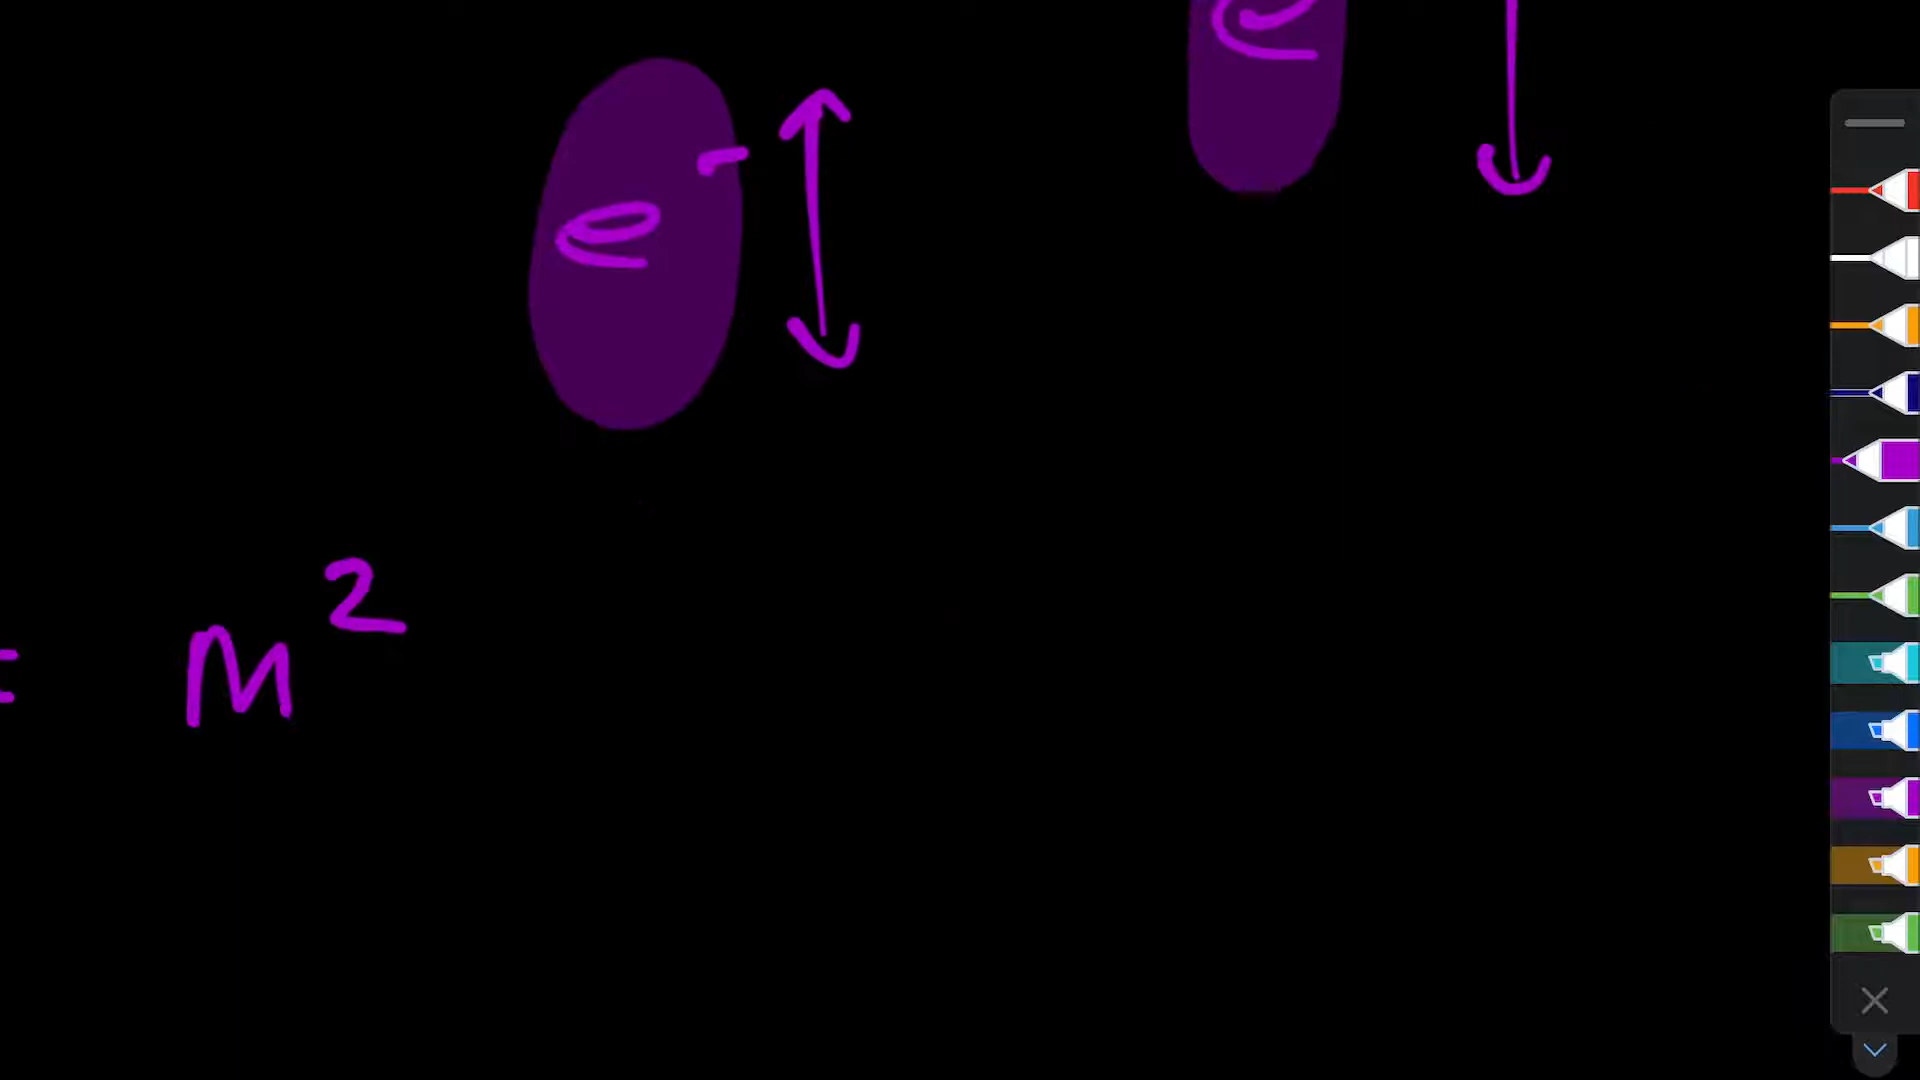 e
e⁻
= m²